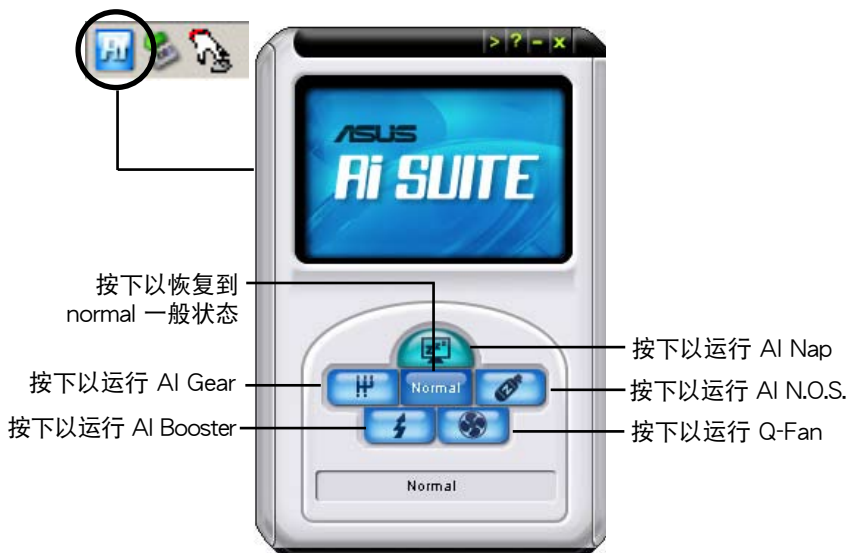 > ? - x
ASUS
Ai SUITE
按下以恢复到
normal 一般状态
按下以运行 AI Nap
按下以运行 AI Gear
Normal
按下以运行 AI N.O.S.
按下以运行 AI Booster
按下以运行 Q-Fan
Normal